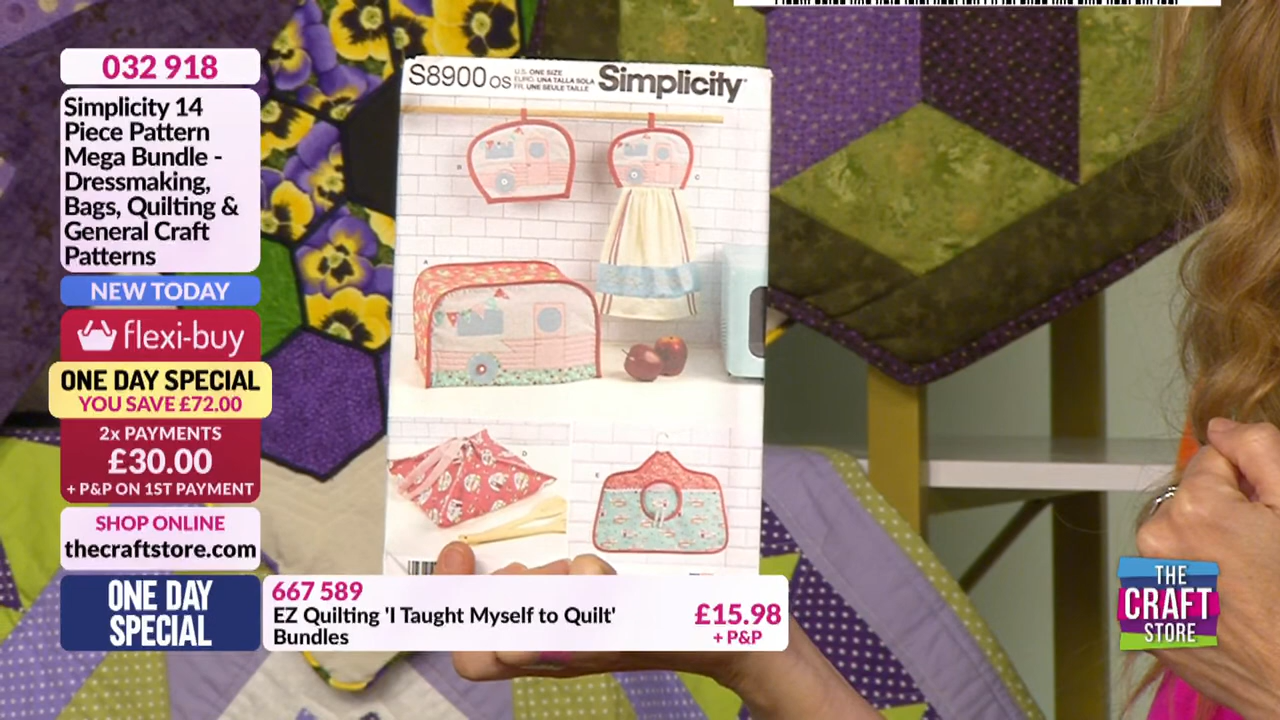 032 918
Simplicity 14
Piece Pattern
Mega Bundle -
Dressmaking,
Bags, Quilting &
General Craft
Patterns
NEW TODAY
flexi-buy
ONE DAY SPECIAL
YOU SAVE £72.00
2x PAYMENTS
£30.00
+ P&P ON 1ST PAYMENT
SHOP ONLINE
thecraftstore.com
ONE DAY
SPECIAL
667 589
EZ Quilting 'I Taught Myself to Quilt'
Bundles
£15.98
+ P&P
S8900 OS
U.S. ONE SIZE
EURO. UNA TALLA SOLA
FR. UNE SEULE TAILLE
Simplicity
THE
CRAFT
STORE